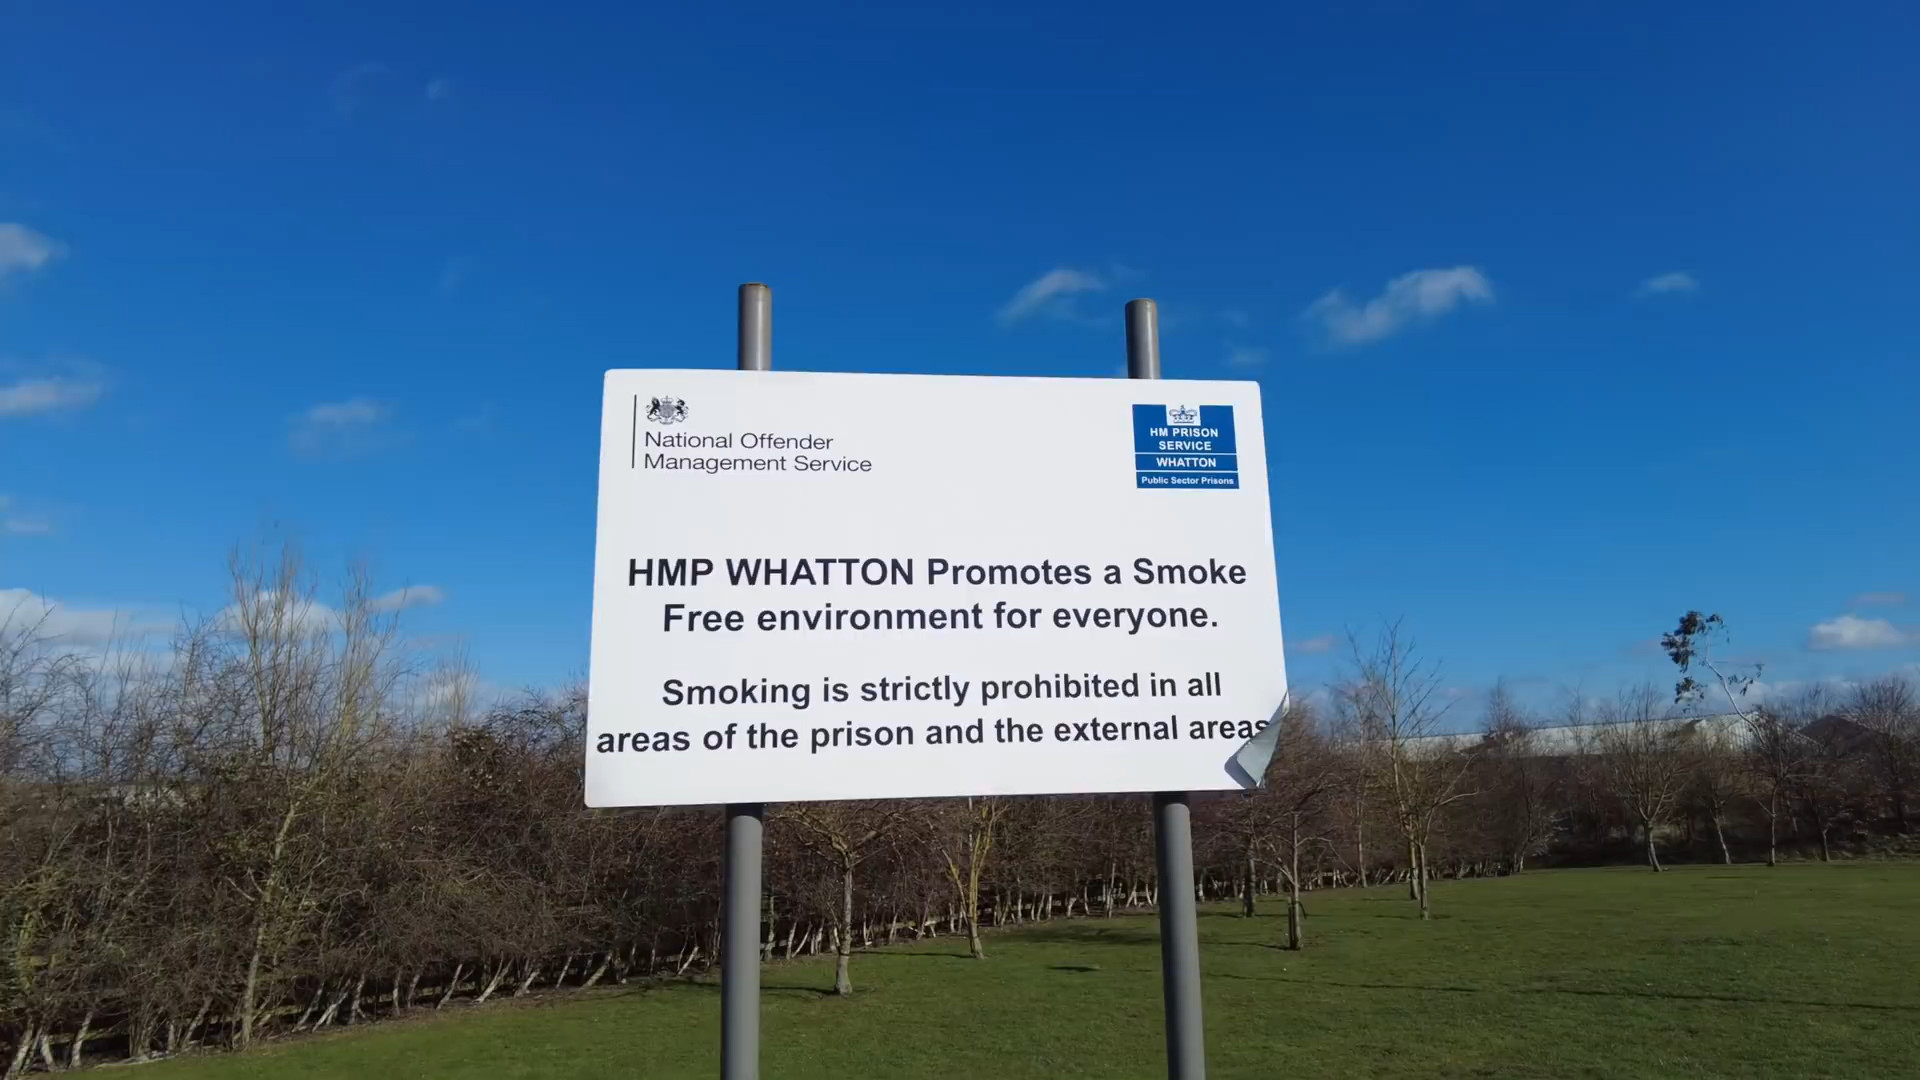 National Offender
Management Service
HM PRISON
SERVICE
WHATTON
Public Sector Prisons
HMP WHATTON Promotes a Smoke
Free environment for everyone.
Smoking is strictly prohibited in all
areas of the prison and the external areas